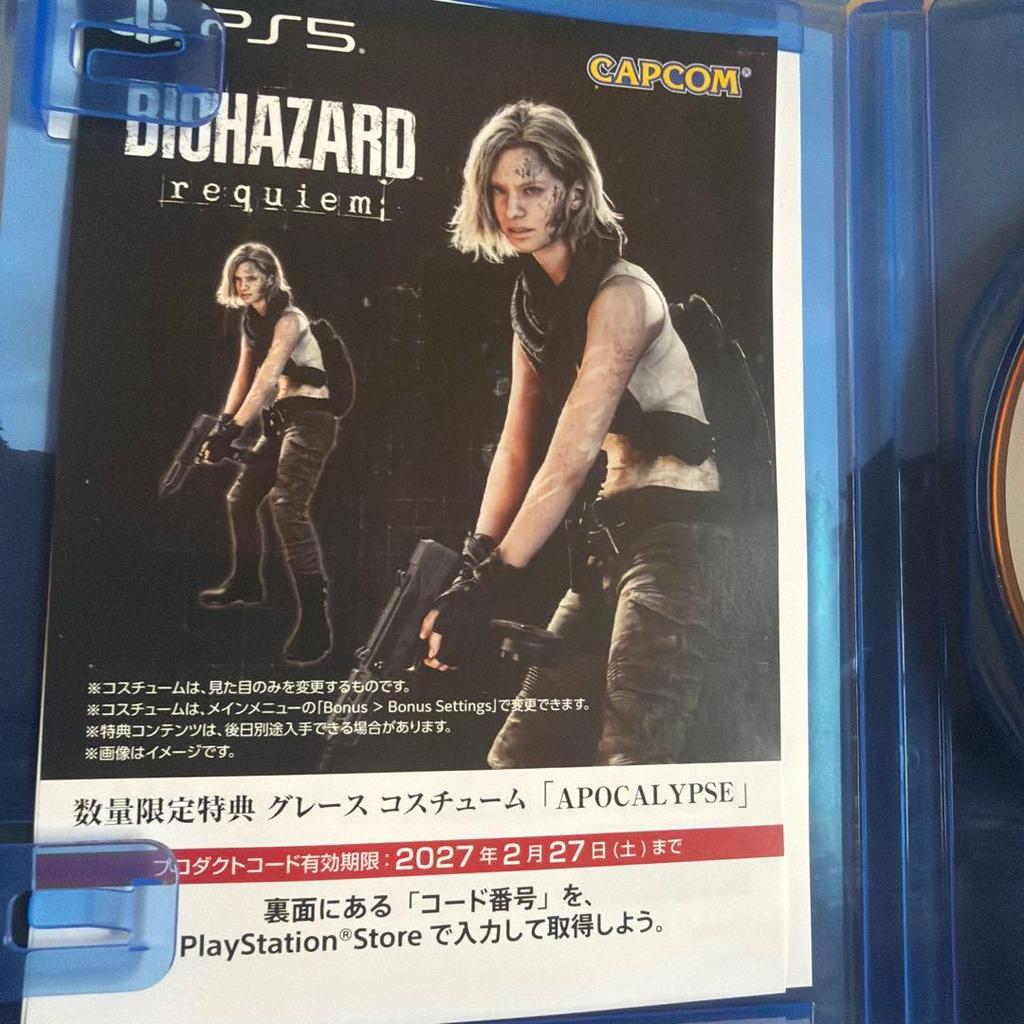 PS5.
CAPCOM®
BIOHAZARD
requiem
※コスチュームは、見た目のみを変更するものです。
※コスチュームは、メインメニューの「Bonus > Bonus Settings」で変更できます。
※特典コンテンツは、後日別途入手できる場合があります。
※画像はイメージです。
数量限定特典 グレース コスチューム「APOCALYPSE」
プロダクトコード有効期限：2027年2月27日(土)まで
裏面にある「コード番号」を、
PlayStation®Store で入力して取得しよう。